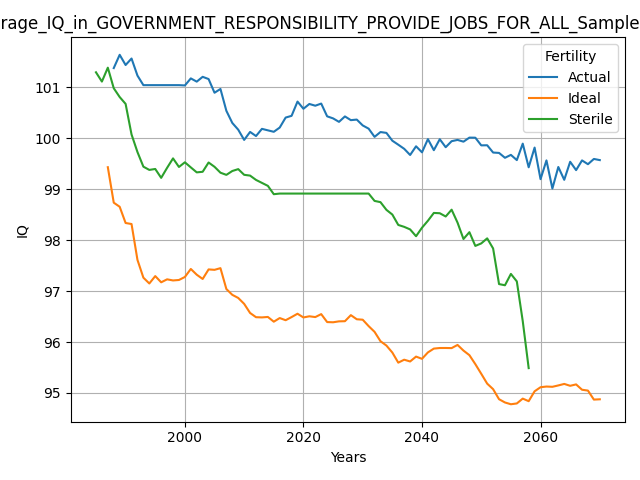 rage_IQ_in_GOVERNMENT_RESPONSIBILITY_PROVIDE_JOBS_FOR_ALL_Sample
Fertility
Actual
Ideal
Sterile
IQ
101
100
99
98
97
96
95
2000
2020
2040
2060
Years